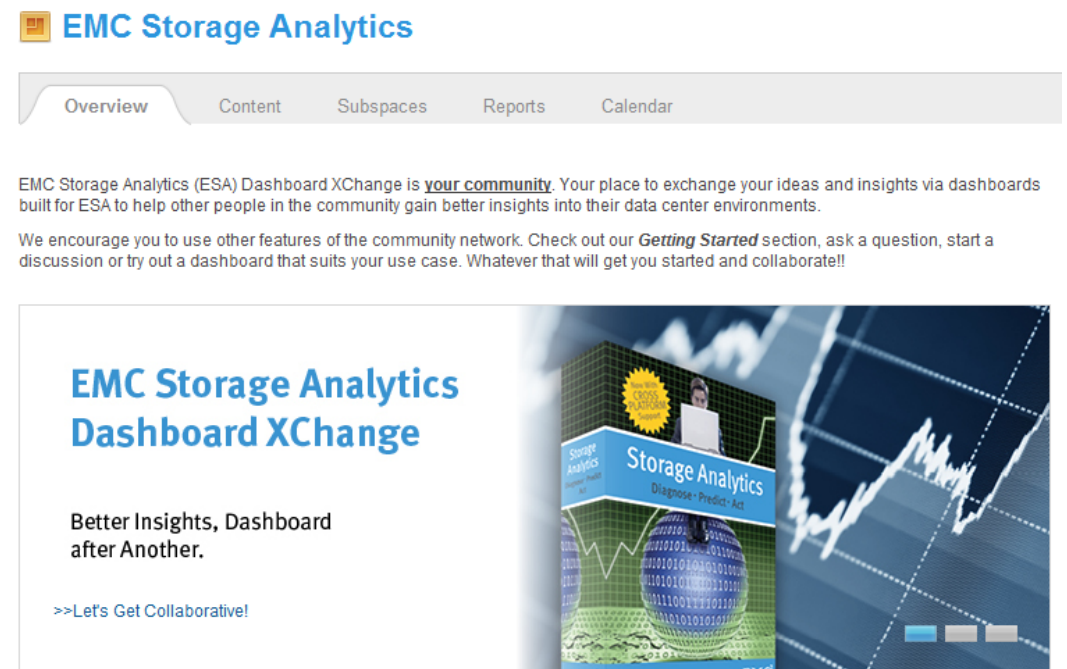 EMC Storage Analytics
Overview Content Subspaces Reports Calendar
EMC Storage Analytics (ESA) Dashboard XChange is your community. Your place to exchange your ideas and insights via dashboards
built for ESA to help other people in the community gain better insights into their data center environments.
We encourage you to use other features of the community network. Check out our Getting Started section, ask a question, start a
discussion or try out a dashboard that suits your use case. Whatever that will get you started and collaborate!!
EMC Storage Analytics
Dashboard XChange
Better Insights, Dashboard
after Another.
>>Let's Get Collaborative!
Now With
CROSS-
PLATFORM
Support
Storage
Analytics
Storage Analytics
Diagnose • Predict • Act